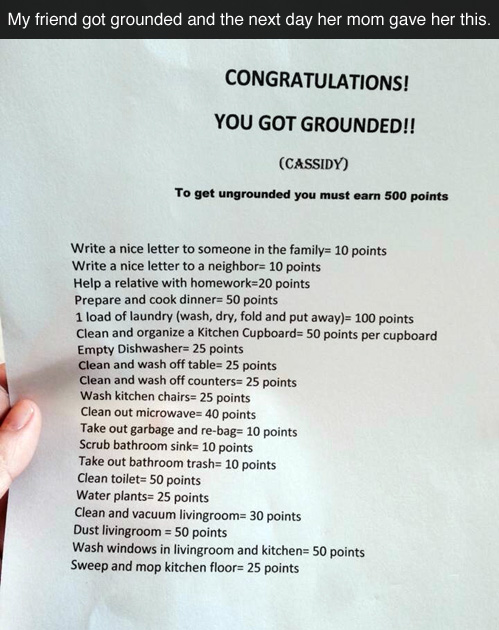 My friend got grounded and the next day her mom gave her this.
CONGRATULATIONS!
YOU GOT GROUNDED!!
(CASSIDY)
To get ungrounded you must earn 500 points
Write a nice letter to someone in the family= 10 points
Write a nice letter to a neighbor= 10 points
Help a relative with homework=20 points
Prepare and cook dinner= 50 points
1 load of laundry (wash, dry, fold and put away)= 100 points
Clean and organize a Kitchen Cupboard= 50 points per cupboard
Empty Dishwasher= 25 points
Clean and wash off table= 25 points
Clean and wash off counters= 25 points
Wash kitchen chairs= 25 points
Clean out microwave= 40 points
Take out garbage and re-bag= 10 points
Scrub bathroom sink= 10 points
Take out bathroom trash= 10 points
Clean toilet= 50 points
Water plants= 25 points
Clean and vacuum livingroom= 30 points
Dust livingroom = 50 points
Wash windows in livingroom and kitchen= 50 points
Sweep and mop kitchen floor= 25 points